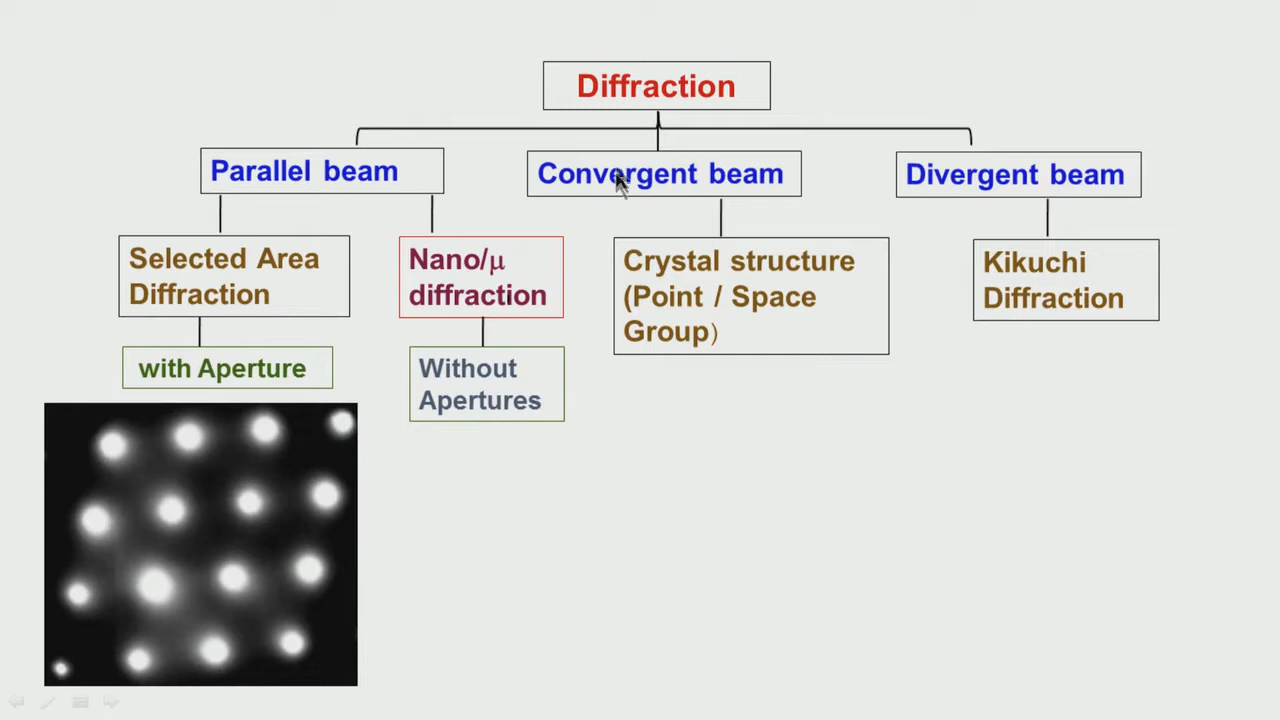 Diffraction
Parallel beam
Convergent beam
Divergent beam
Selected Area
Diffraction
Nano/μ
diffraction
Crystal structure
(Point / Space
Group)
Kikuchi
Diffraction
with Aperture
Without
Apertures